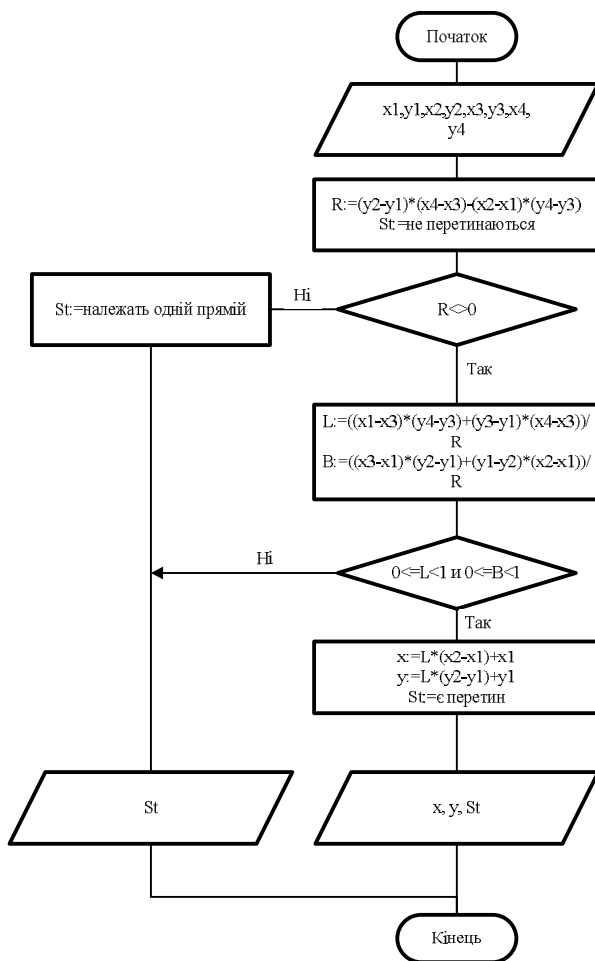 Початок
x1,y1,x2,y2,x3,y3,x4,
y4
R:=(y2-y1)*(x4-x3)-(x2-x1)*(y4-y3)
St:=не перетинаються
St:=належать одній прямій
Ні
R<>0
Так
L:=((x1-x3)*(y4-y3)+(y3-y1)*(x4-x3))/
R
B:=((x3-x1)*(y2-y1)+(y1-y2)*(x2-x1))/
R
Ні
0<=L<1 и 0<=B<1
Так
x:=L*(x2-x1)+x1
y:=L*(y2-y1)+y1
St:=є перетин
St
x, y, St
Кінець